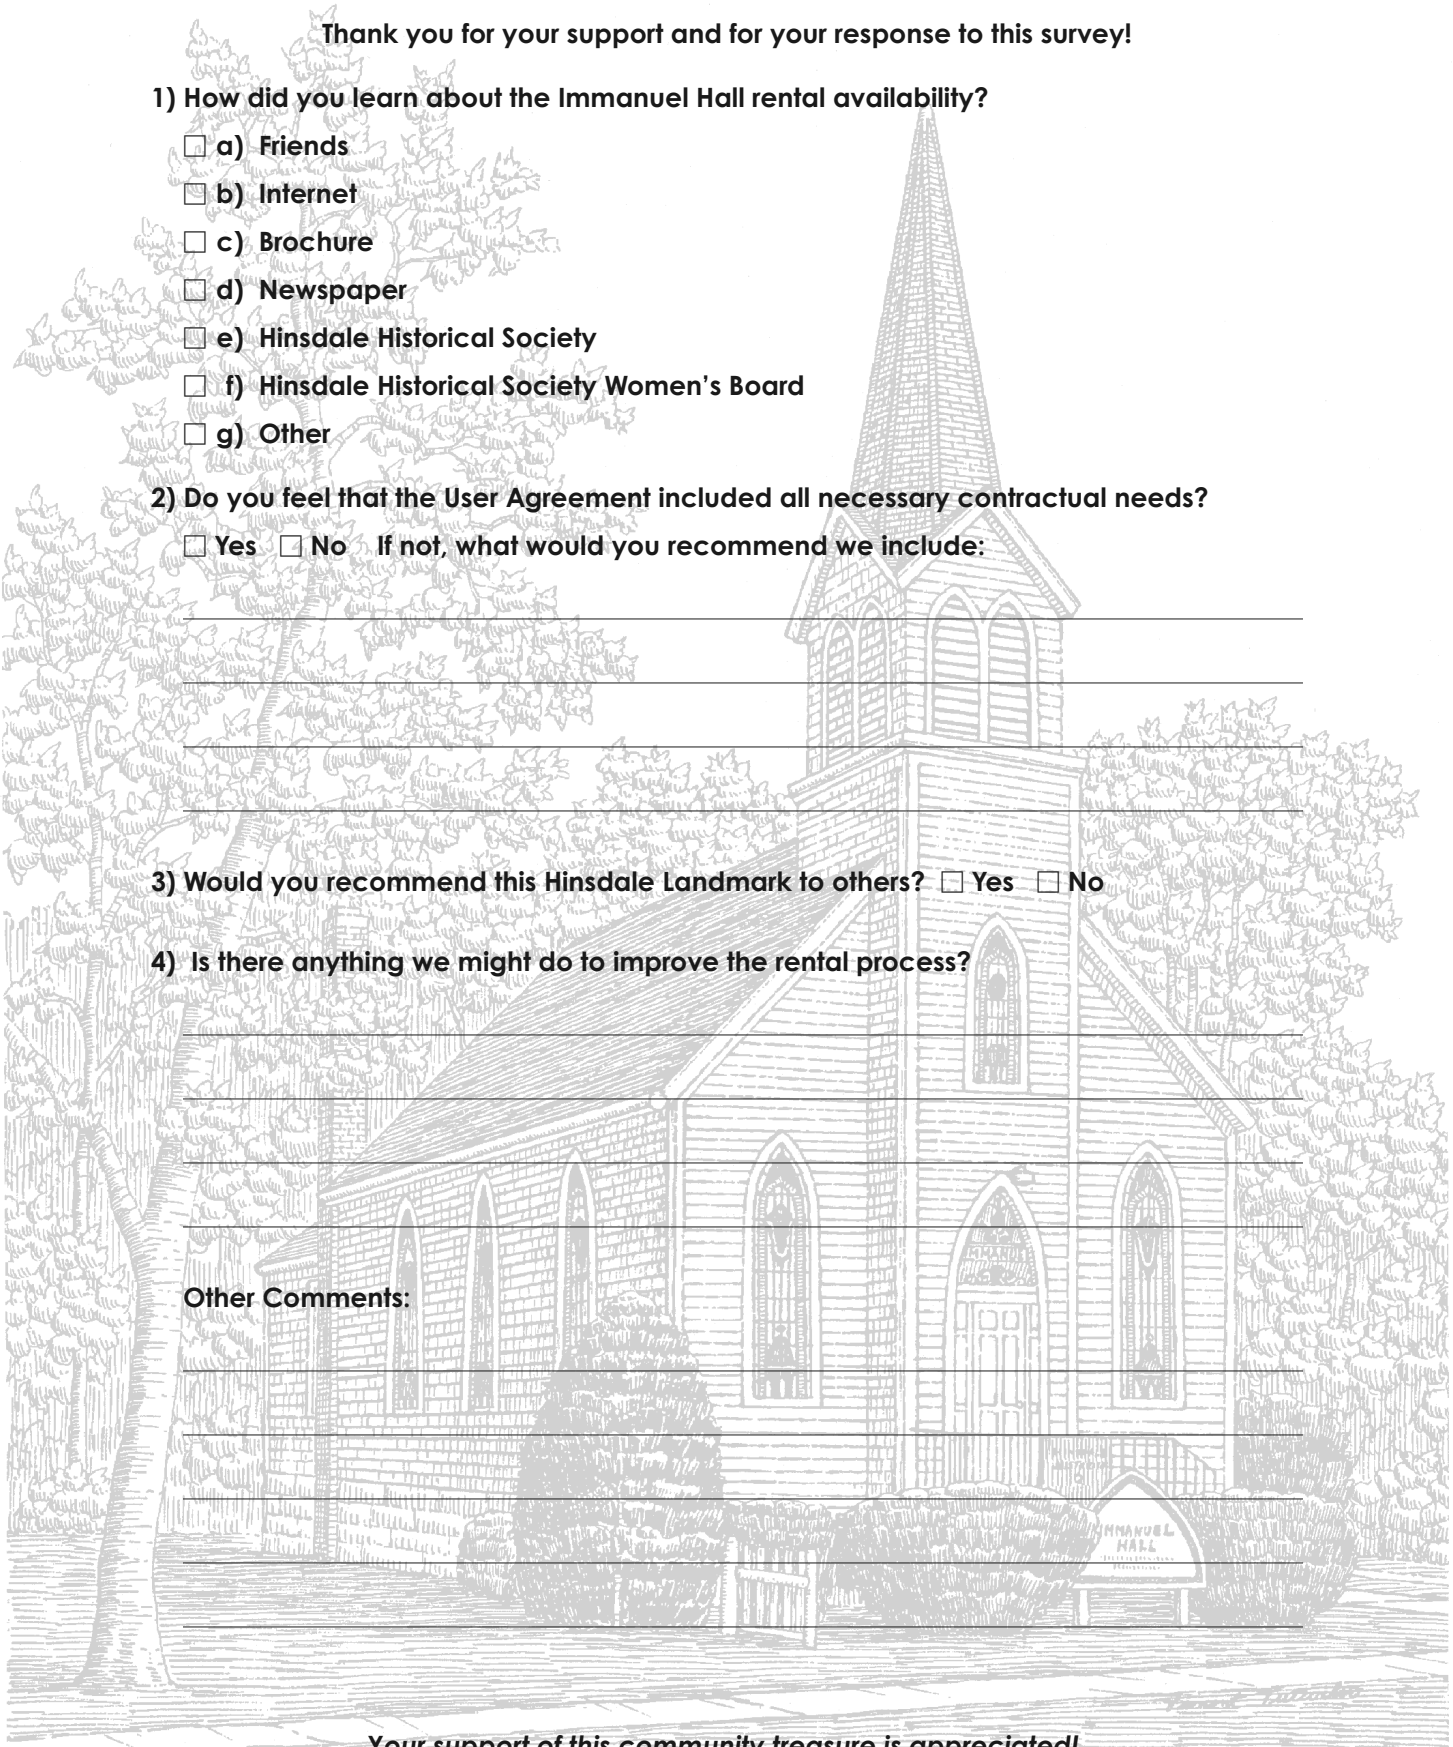 Thank you for your support and for your response to this survey!
1) How did you learn about the Immanuel Hall rental availability?
☐ a) Friends
☐ b) Internet
☐ c) Brochure
☐ d) Newspaper
☐ e) Hinsdale Historical Society
☐ f) Hinsdale Historical Society Women’s Board
☐ g) Other
2) Do you feel that the User Agreement included all necessary contractual needs?
☐ Yes ☐ No If not, what would you recommend we include:
3) Would you recommend this Hinsdale Landmark to others? ☐ Yes ☐ No
4) Is there anything we might do to improve the rental process?
Other Comments:
IMMANUEL
HALL
Your support of this community treasure is appreciated!